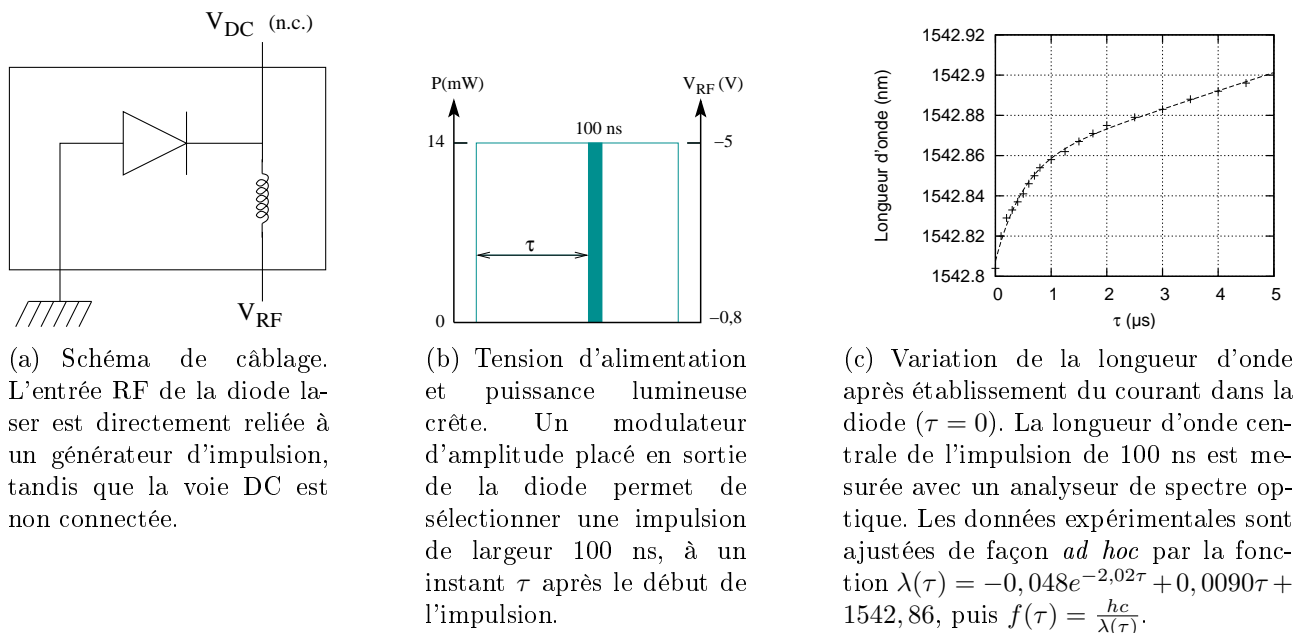 V_DC (n.c.)
V_RF
(a) Schéma de câblage.
L'entrée RF de la diode la-
ser est directement reliée à
un générateur d'impulsion,
tandis que la voie DC est
non connectée.
P(mW)
V_RF (V)
100 ns
14
−5
τ
0
−0,8
(b) Tension d'alimentation
et puissance lumineuse
crête. Un modulateur
d'amplitude placé en sortie
de la diode permet de
sélectionner une impulsion
de largeur 100 ns, à un
instant τ après le début de
l'impulsion.
Longueur d'onde (nm)
1542.92
1542.9
1542.88
1542.86
1542.84
1542.82
1542.8
0 1 2 3 4 5
τ (µs)
(c) Variation de la longueur d'onde
après établissement du courant dans la
diode (τ = 0). La longueur d'onde cen-
trale de l'impulsion de 100 ns est me-
surée avec un analyseur de spectre op-
tique. Les données expérimentales sont
ajustées de façon ad hoc par la fonc-
tion λ(τ) = −0, 048e^{−2,02τ} + 0, 0090τ +
1542, 86, puis f(τ) = hc/λ(τ).